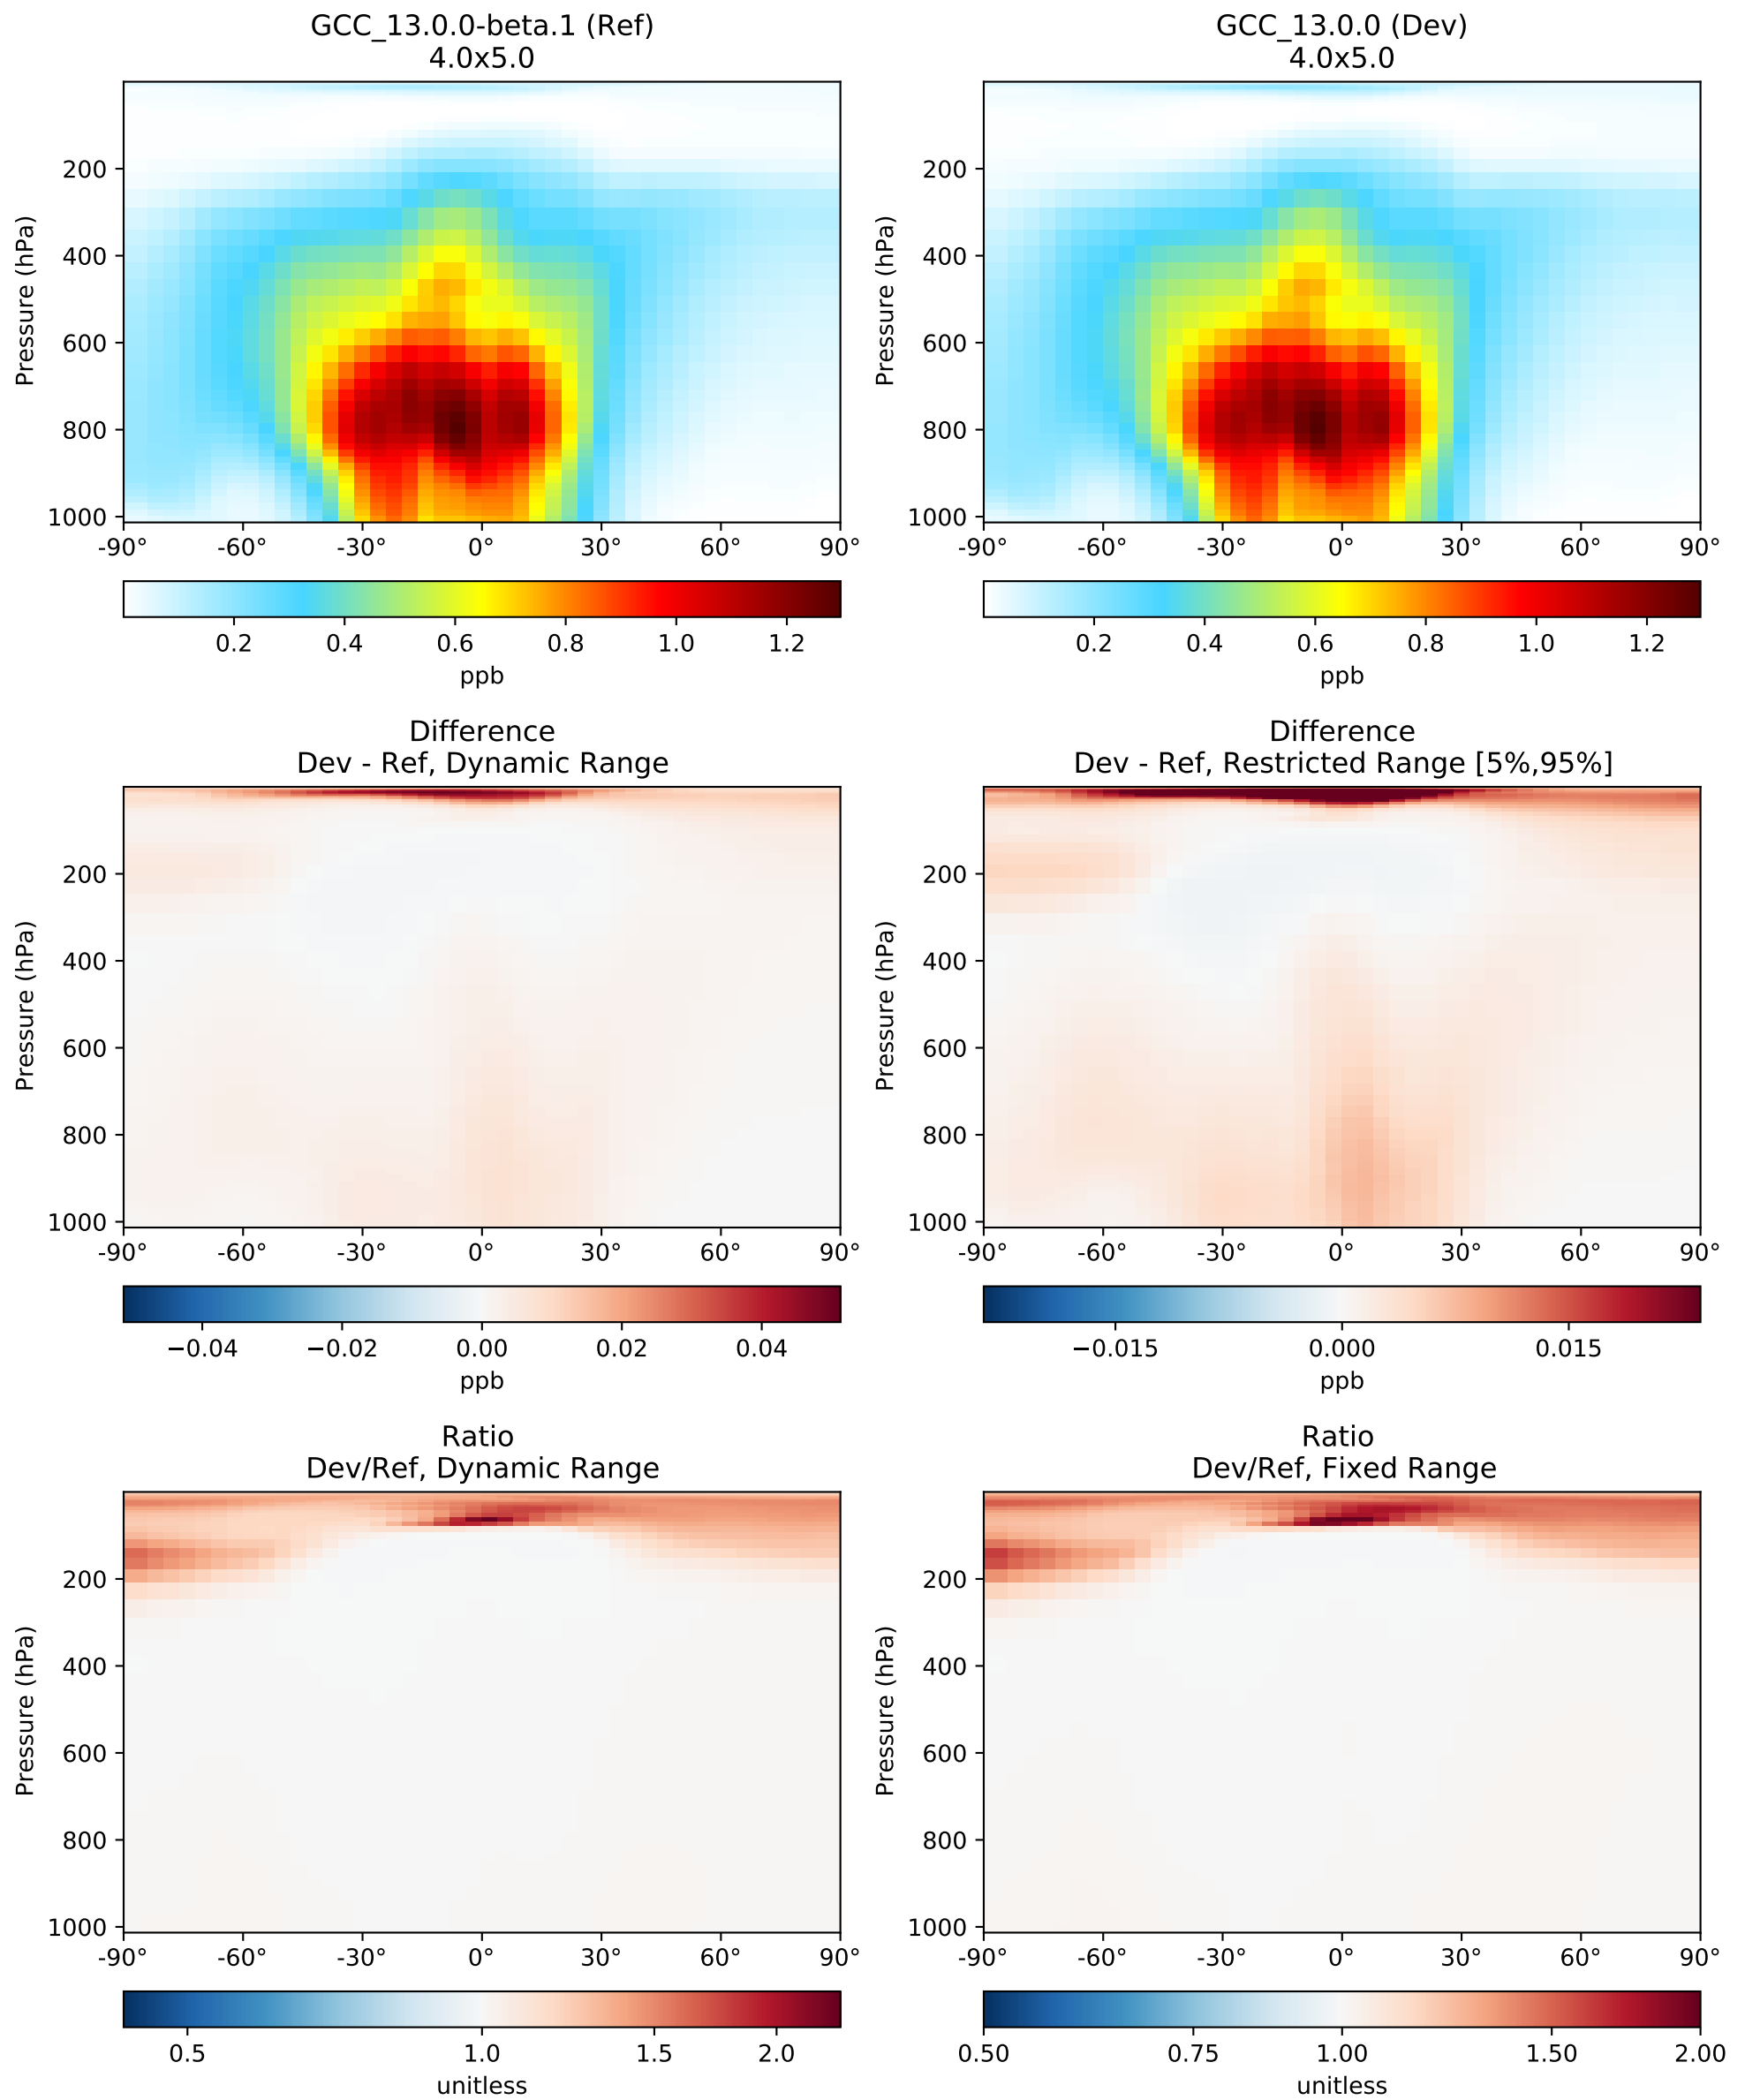 GCC_13.0.0-beta.1 (Ref)
4.0x5.0
Pressure (hPa)
200
400
600
800
1000
-90° -60° -30° 0° 30° 60° 90°
0.2 0.4 0.6 0.8 1.0 1.2
ppb
GCC_13.0.0 (Dev)
4.0x5.0
Pressure (hPa)
200
400
600
800
1000
-90° -60° -30° 0° 30° 60° 90°
0.2 0.4 0.6 0.8 1.0 1.2
ppb
Difference
Dev - Ref, Dynamic Range
Pressure (hPa)
200
400
600
800
1000
-90° -60° -30° 0° 30° 60° 90°
−0.04 −0.02 0.00 0.02 0.04
ppb
Difference
Dev - Ref, Restricted Range [5%,95%]
Pressure (hPa)
200
400
600
800
1000
-90° -60° -30° 0° 30° 60° 90°
−0.015 0.000 0.015
ppb
Ratio
Dev/Ref, Dynamic Range
Pressure (hPa)
200
400
600
800
1000
-90° -60° -30° 0° 30° 60° 90°
0.5 1.0 1.5 2.0
unitless
Ratio
Dev/Ref, Fixed Range
Pressure (hPa)
200
400
600
800
1000
-90° -60° -30° 0° 30° 60° 90°
0.50 0.75 1.00 1.50 2.00
unitless